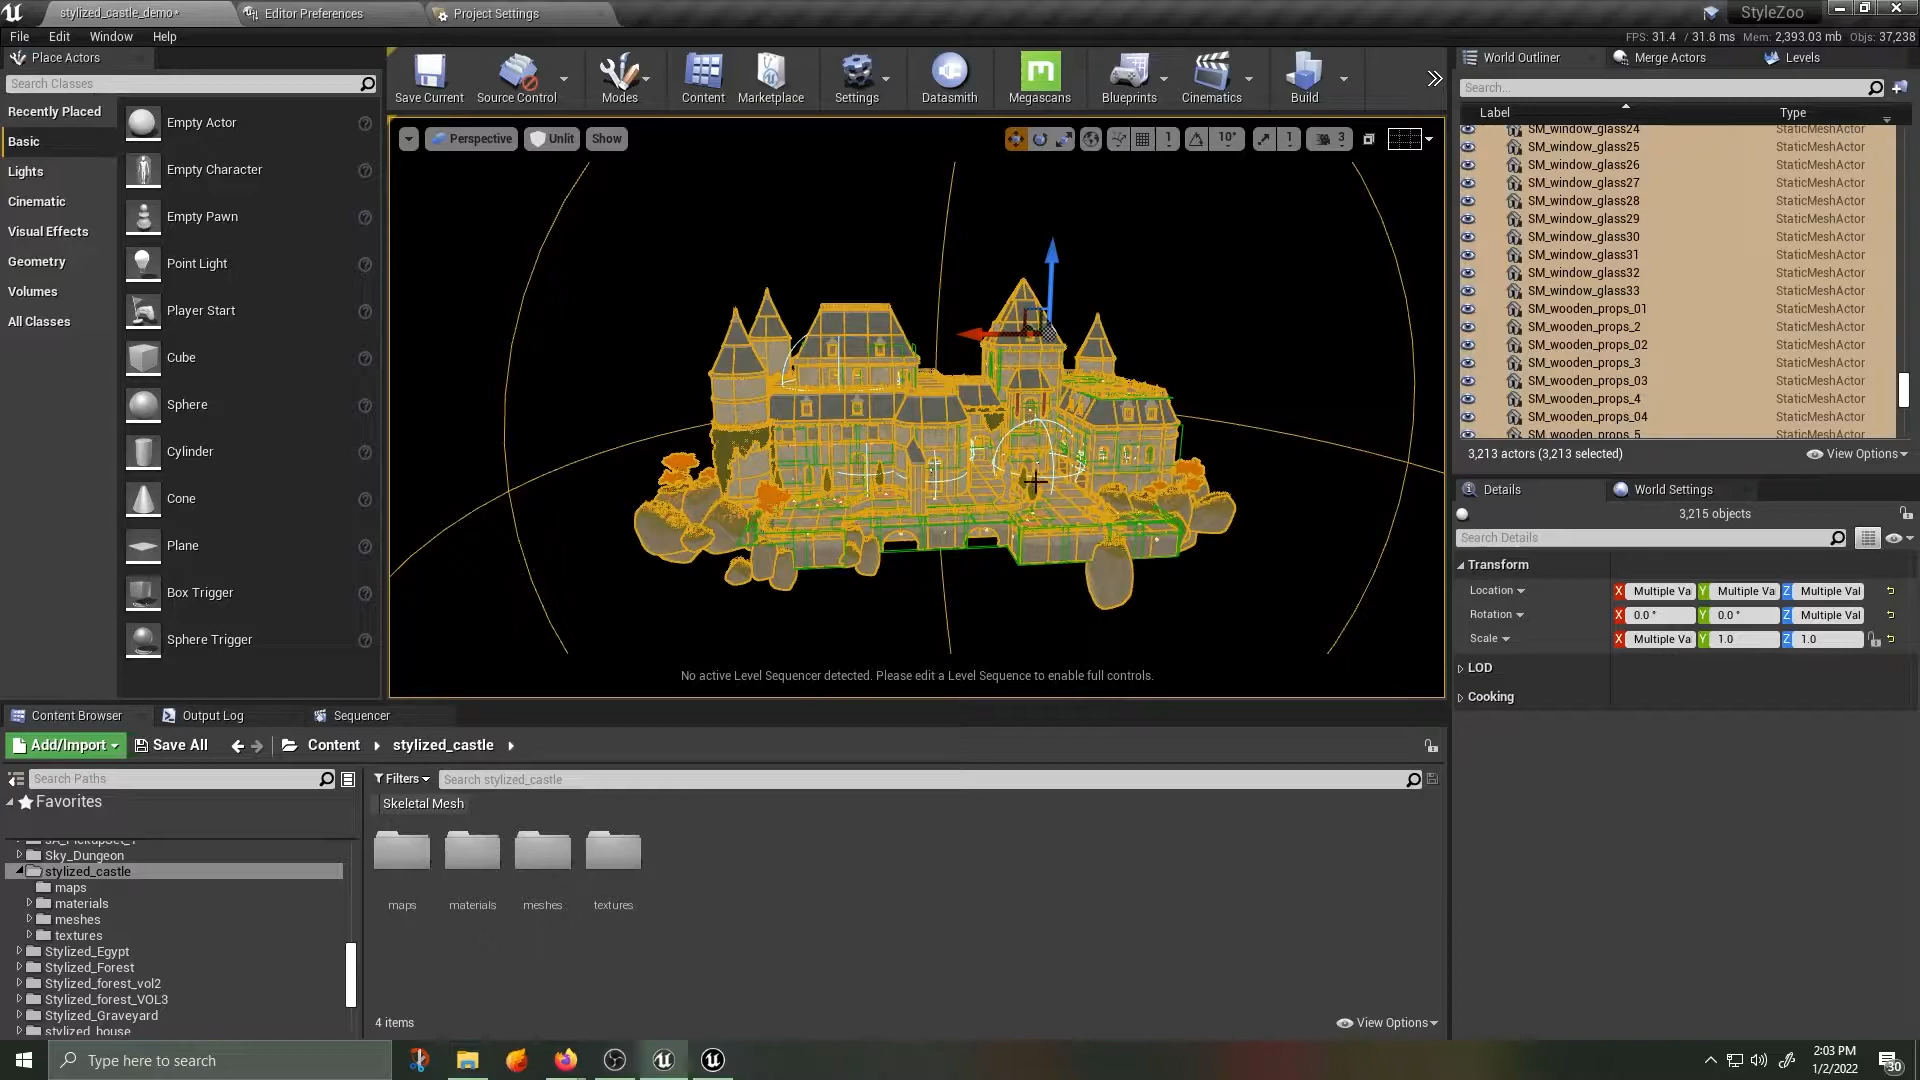 stylized_castle_demo*
Editor Preferences
Project Settings
StyleZoo
File Edit Window Help
FPS: 31.4 / 31.8 ms Mem: 2,393.03 mb Objs: 37,238
Place Actors
Search Classes
Recently Placed
Basic
Lights
Cinematic
Visual Effects
Geometry
Volumes
All Classes
Empty Actor
Empty Character
Empty Pawn
Point Light
Player Start
Cube
Sphere
Cylinder
Cone
Plane
Box Trigger
Sphere Trigger
Save Current
Source Control
Modes
Content
Marketplace
Settings
Datasmith
Megascans
Blueprints
Cinematics
Build
Perspective
Unlit
Show
1
10°
1
3
No active Level Sequencer detected. Please edit a Level Sequence to enable full controls.
World Outliner
Merge Actors
Levels
Search...
Label Type
SM_window_glass24 StaticMeshActor
SM_window_glass25 StaticMeshActor
SM_window_glass26 StaticMeshActor
SM_window_glass27 StaticMeshActor
SM_window_glass28 StaticMeshActor
SM_window_glass29 StaticMeshActor
SM_window_glass30 StaticMeshActor
SM_window_glass31 StaticMeshActor
SM_window_glass32 StaticMeshActor
SM_window_glass33 StaticMeshActor
SM_wooden_props_01 StaticMeshActor
SM_wooden_props_2 StaticMeshActor
SM_wooden_props_02 StaticMeshActor
SM_wooden_props_3 StaticMeshActor
SM_wooden_props_03 StaticMeshActor
SM_wooden_props_4 StaticMeshActor
SM_wooden_props_04 StaticMeshActor
SM_wooden_props_5 StaticMeshActor
3,213 actors (3,213 selected)
View Options
Details
World Settings
3,215 objects
Search Details
Transform
Location X Multiple Va Y Multiple Va Z Multiple Val
Rotation X 0.0 ° Y 0.0 ° Z Multiple Val
Scale X Multiple Va Y 1.0 Z 1.0
LOD
Cooking
Content Browser
Output Log
Sequencer
Add/Import
Save All
Content
stylized_castle
Search Paths
Filters
Search stylized_castle
Favorites
Skeletal Mesh
Sky_Dungeon
stylized_castle
maps
materials
meshes
textures
Stylized_Egypt
Stylized_Forest
Stylized_forest_vol2
Stylized_forest_VOL3
Stylized_Graveyard
stylized_house
maps
materials
meshes
textures
4 items
View Options
Type here to search
2:03 PM
1/2/2022
30